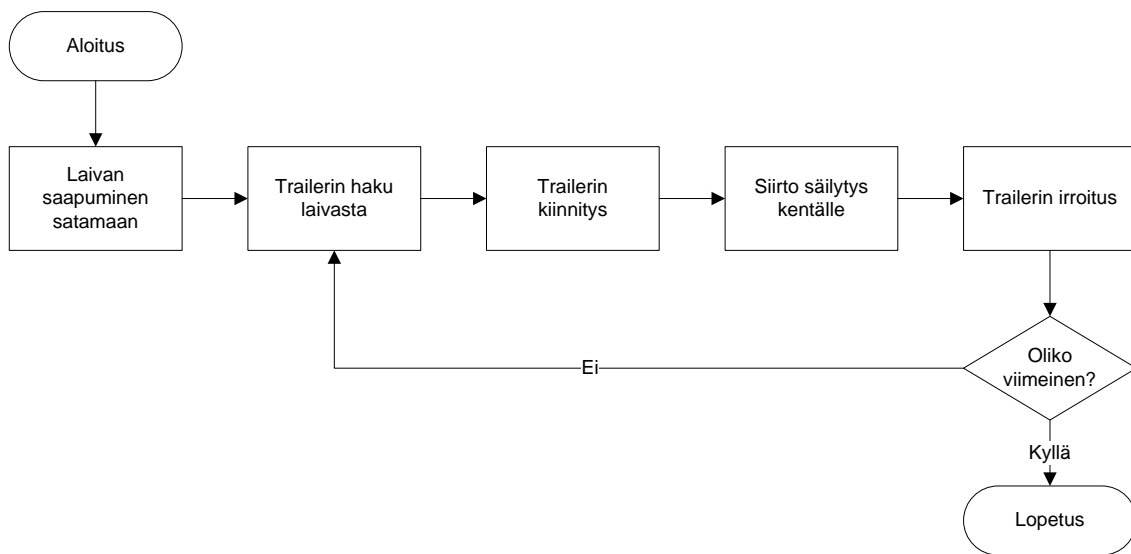 Aloitus
Laivan
saapuminen
satamaan
Trailerin haku
laivasta
Trailerin
kiinnitys
Siirto säilytys
kentälle
Trailerin irroitus
Oliko
viimeinen?
Ei
Kyllä
Lopetus